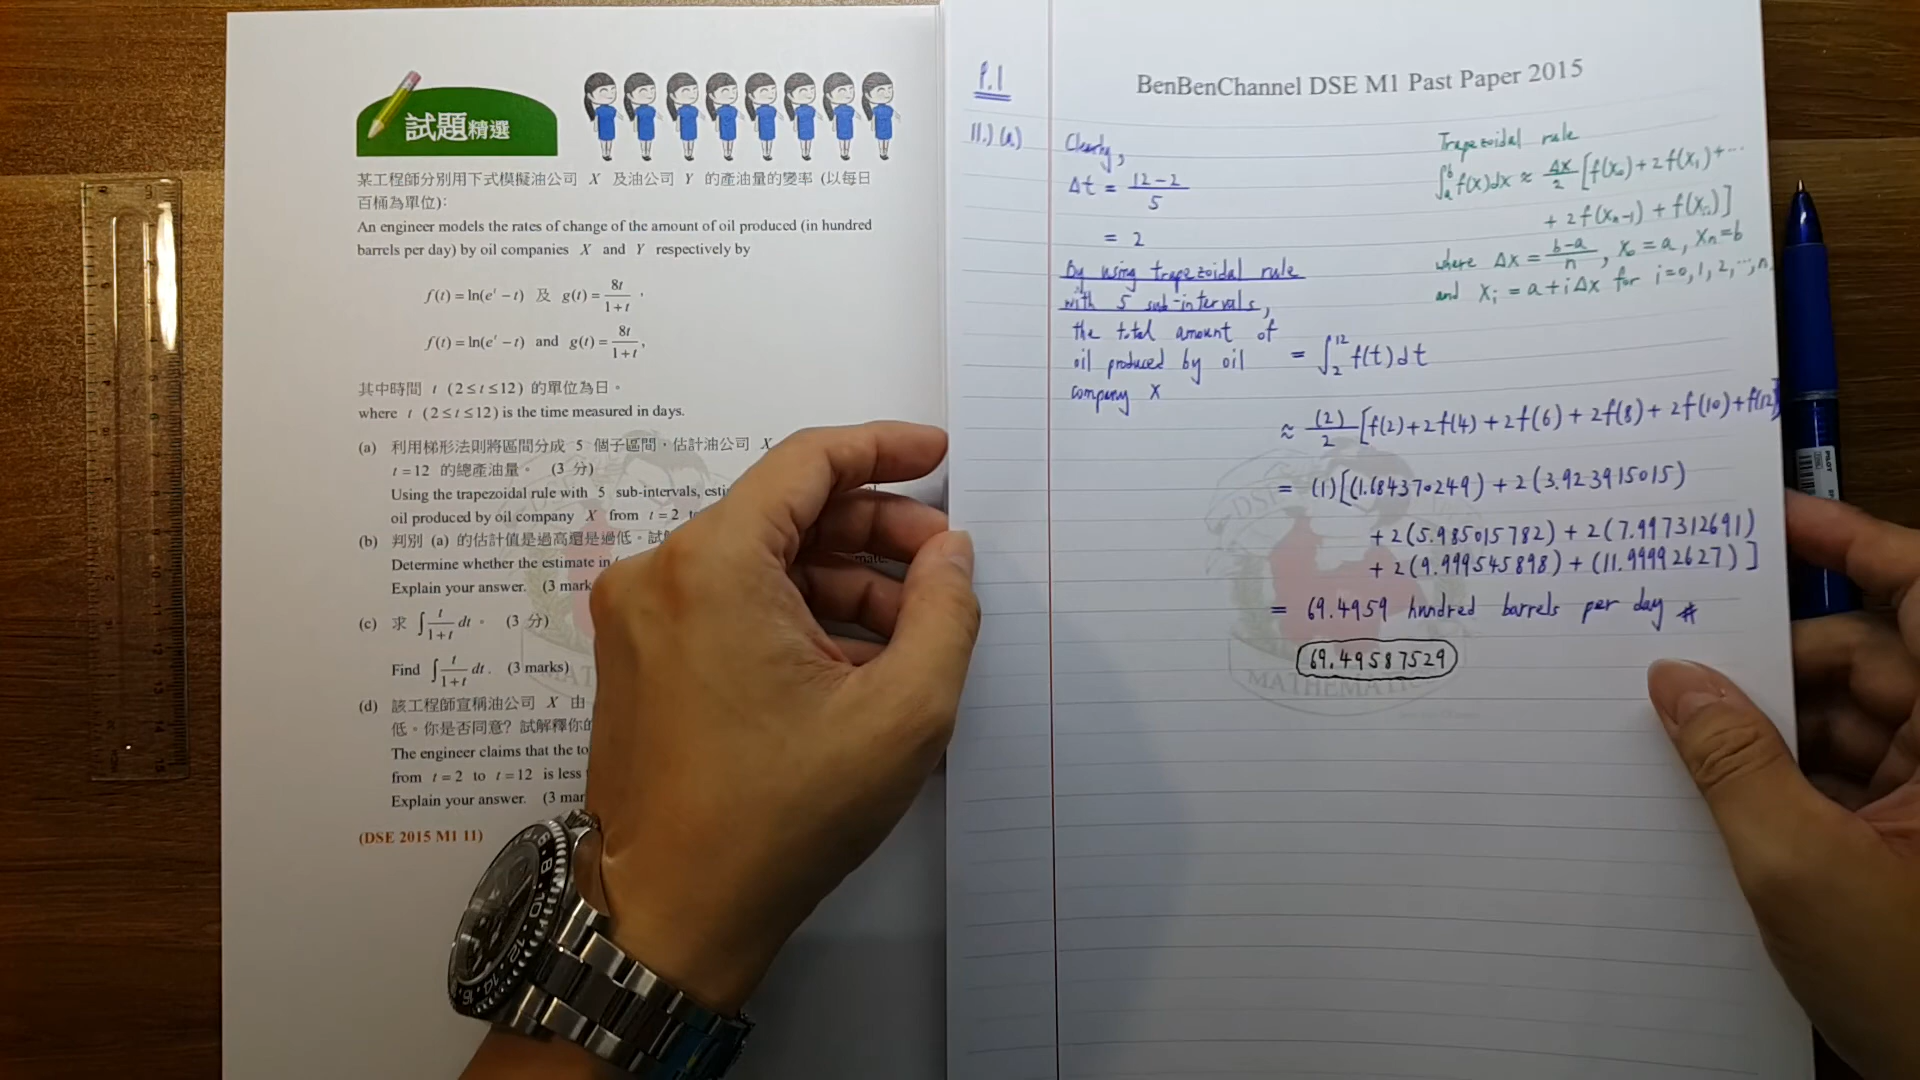 試題精選
某工程師分別用下式模擬油公司 X 及油公司 Y 的產油量的變率 (以每日
百桶為單位):
An engineer models the rates of change of the amount of oil produced (in hundred
barrels per day) by oil companies X and Y respectively by
f(t) = ln(e^t − t) 及 g(t) = 8t/(1+t) ,
f(t) = ln(e^t − t) and g(t) = 8t/(1+t),
其中時間 t (2 ≤ t ≤ 12) 的單位為日。
where t (2 ≤ t ≤ 12) is the time measured in days.
(a) 利用梯形法則將區間分成 5 個子區間,估計油公司 X
t = 12 的總產油量。 (3 分)
Using the trapezoidal rule with 5 sub-intervals,
oil produced by oil company X from t = 2
(b) 判別 (a) 的估計值是過高還是過低。試
Determine whether the estimate in
Explain your answer. (3
(c) 求 ∫ t/(1+t) dt 。 (3 分)
Find ∫ t/(1+t) dt . (3 marks)
(d) 該工程師宣稱油公司 X 由
低。你是否同意? 試解釋你的
The engineer claims that the
from t = 2 to t = 12 is less
Explain your answer. (3
(DSE 2015 M1 11)
P.1
BenBenChannel DSE M1 Past Paper 2015
11.) (a)
Clearly,
Δt = (12−2)/5
= 2
By using trapezoidal rule
with 5 sub-intervals,
the total amount of
oil produced by oil
company X
= ∫_2^12 f(t)dt
≈ (2)/2 [f(2)+2f(4)+2f(6)+2f(8)+2f(10)+f(12)]
= (1)[(1.684370249) + 2(3.923915015)
+ 2(5.985015782) + 2(7.997312691)
+ 2(9.999545898) + (11.99992627)]
= 69.4959 hundred barrels per day #
69.49587529
Trapezoidal rule
∫_a^b f(x)dx ≈ Δx/2 [f(x₀)+2f(x₁)+⋯
+ 2f(xₙ₋₁) + f(xₙ)]
where Δx = (b−a)/n, x₀ = a, xₙ = b
and xᵢ = a+iΔx for i=0,1,2,⋯,n
MATHEMATI
PILOT